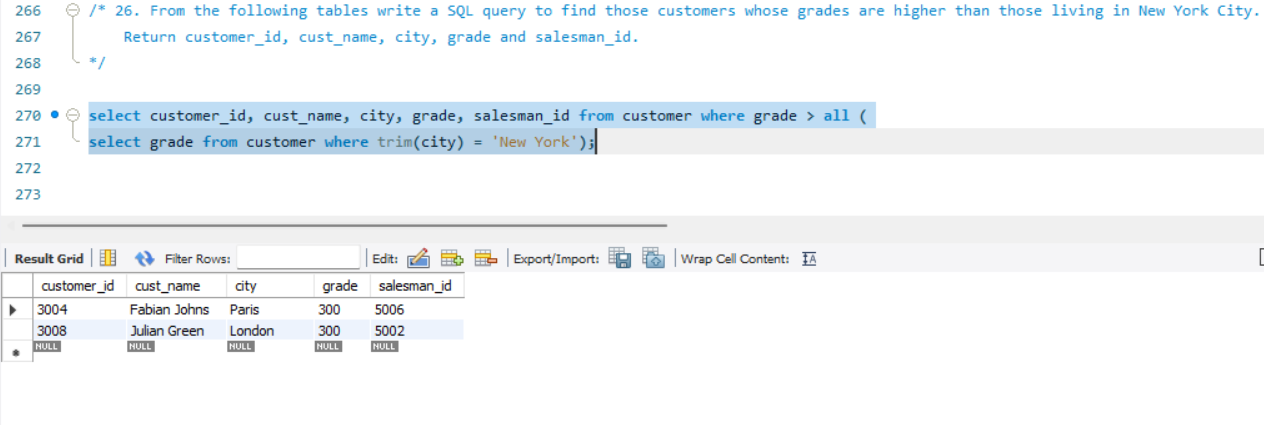 266 /* 26. From the following tables write a SQL query to find those customers whose grades are higher than those living in New York City.
267 Return customer_id, cust_name, city, grade and salesman_id.
268 */
269
270 select customer_id, cust_name, city, grade, salesman_id from customer where grade > all (
271 select grade from customer where trim(city) = 'New York');
272
273
Result Grid Filter Rows: Edit: Export/Import: Wrap Cell Content:
customer_id cust_name city grade salesman_id
3004 Fabian Johns Paris 300 5006
3008 Julian Green London 300 5002
NULL NULL NULL NULL NULL